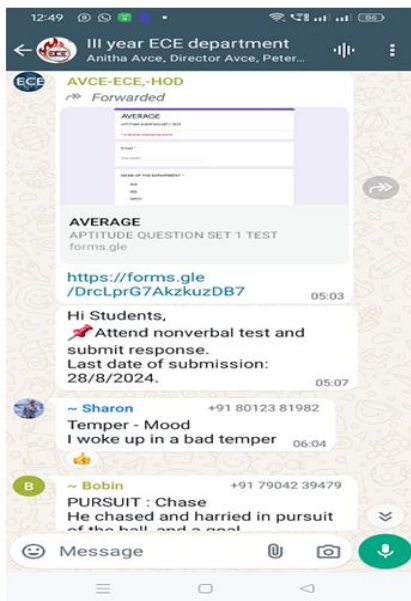 12:49
86
III year ECE department
Anitha Avce, Director Avce, Peter...
ECE
AVCE-ECE,-HOD
Forwarded
AVERAGE
AVERAGE
APTITUDE QUESTION SET 1 TEST
forms.gle
https://forms.gle
/DrcLprG7AkzkuzDB7
05:03
Hi Students,
📌Attend nonverbal test and
submit response.
Last date of submission:
28/8/2024.
05:07
~ Sharon +91 80123 81982
Temper - Mood
I woke up in a bad temper 06:04
B
~ Bobin +91 79042 39479
PURSUIT : Chase
He chased and harried in pursuit
of the ball, and a goal
Message